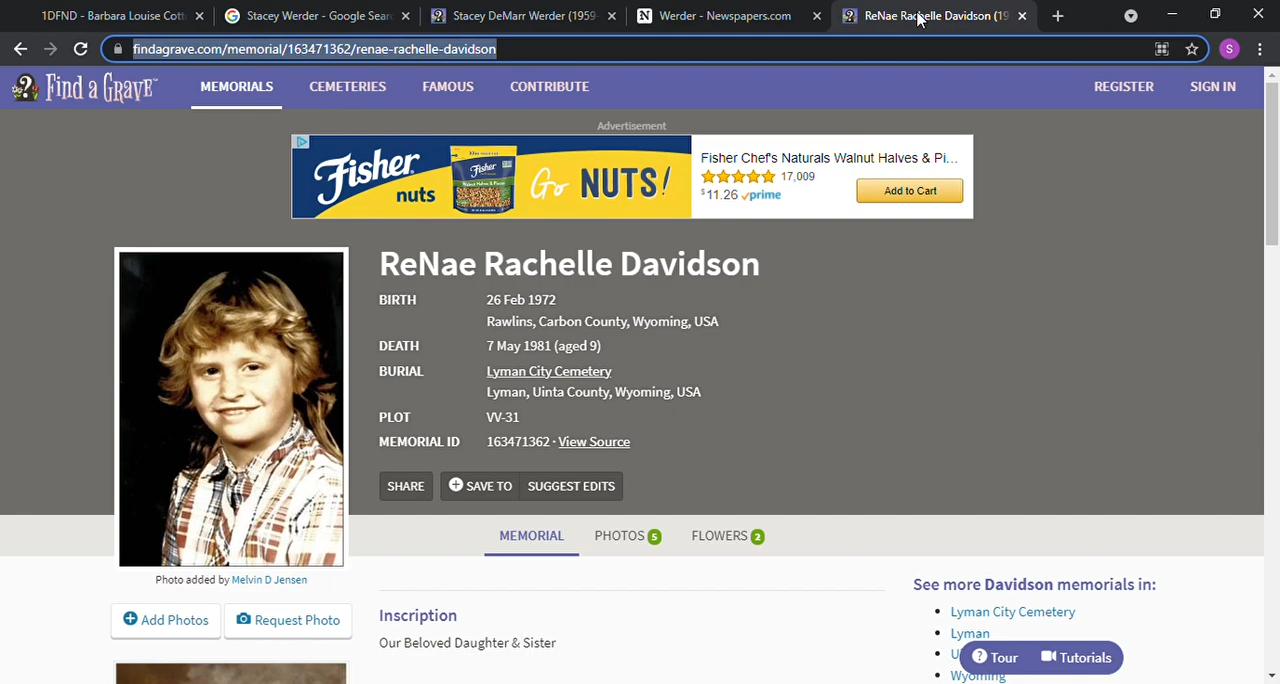 1DFND - Barbara Louise Cott
Stacey Werder - Google Sear
Stacey DeMarr Werder (1959-
Werder - Newspapers.com
ReNae Rachelle Davidson (19
findagrave.com/memorial/163471362/renae-rachelle-davidson
S
Find a Grave
MEMORIALS
CEMETERIES
FAMOUS
CONTRIBUTE
REGISTER
SIGN IN
Advertisement
Fisher nuts
Fisher
Go NUTS!
Fisher Chef's Naturals Walnut Halves & Pi...
17,009
$11.26 prime
Add to Cart
ReNae Rachelle Davidson
BIRTH 26 Feb 1972
Rawlins, Carbon County, Wyoming, USA
DEATH 7 May 1981 (aged 9)
BURIAL Lyman City Cemetery
Lyman, Uinta County, Wyoming, USA
PLOT VV-31
MEMORIAL ID 163471362 · View Source
SHARE
SAVE TO
SUGGEST EDITS
MEMORIAL
PHOTOS 5
FLOWERS 2
Photo added by Melvin D Jensen
Add Photos
Request Photo
Inscription
Our Beloved Daughter & Sister
See more Davidson memorials in:
• Lyman City Cemetery
• Lyman
• Wyoming
Tour
Tutorials